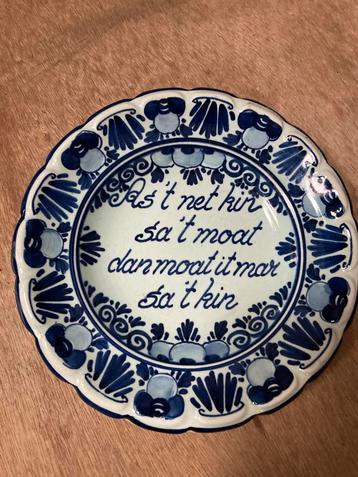 As 't net kin
sa 't moat
dan moat it mar
sa 't kin